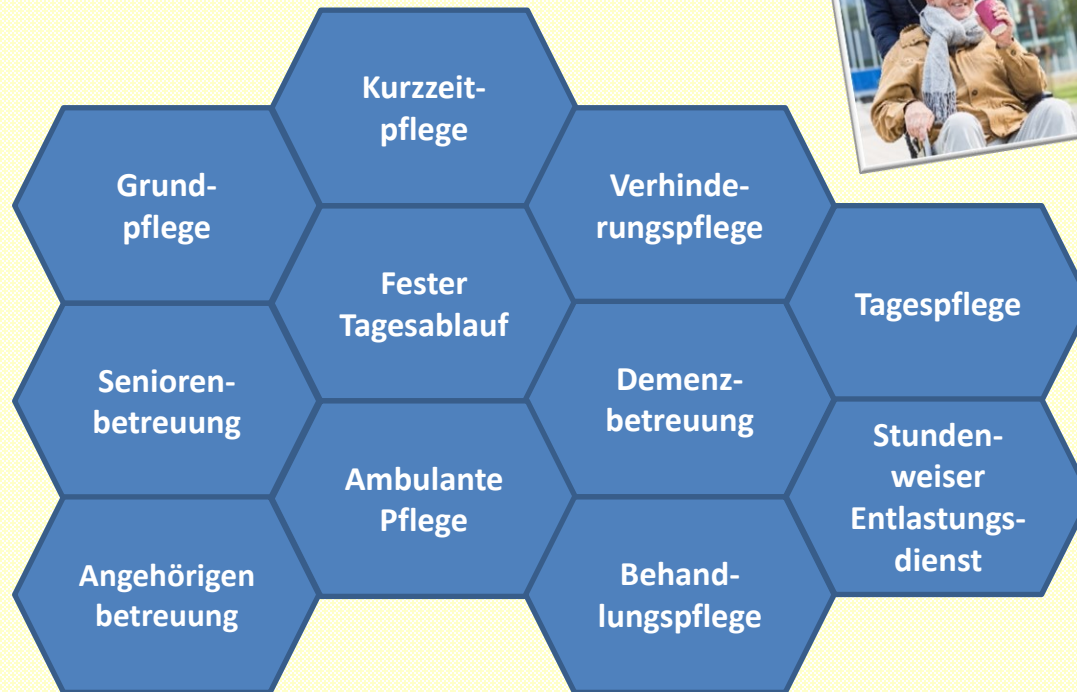 Kurzzeit-
pflege
Grund-
pflege
Verhinde-
rungspflege
Fester
Tagesablauf
Tagespflege
Senioren-
betreuung
Demenz-
betreuung
Ambulante
Pflege
Stunden-
weiser
Entlastungs-
dienst
Angehörigen
betreuung
Behand-
lungspflege